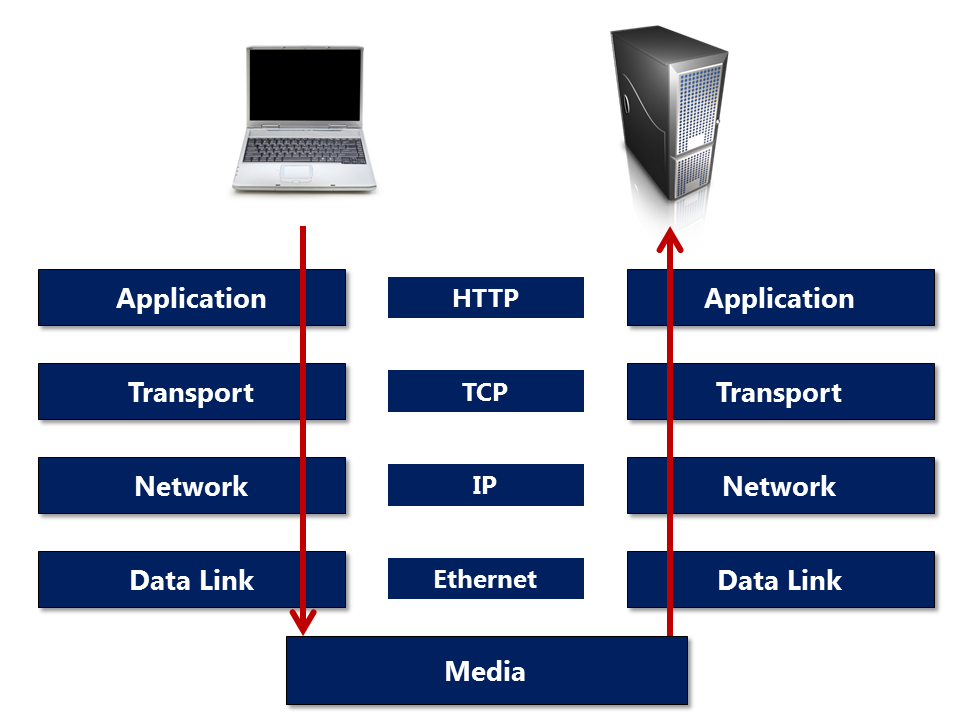 Application
HTTP
Application
Transport
TCP
Transport
Network
IP
Network
Data Link
Ethernet
Data Link
Media